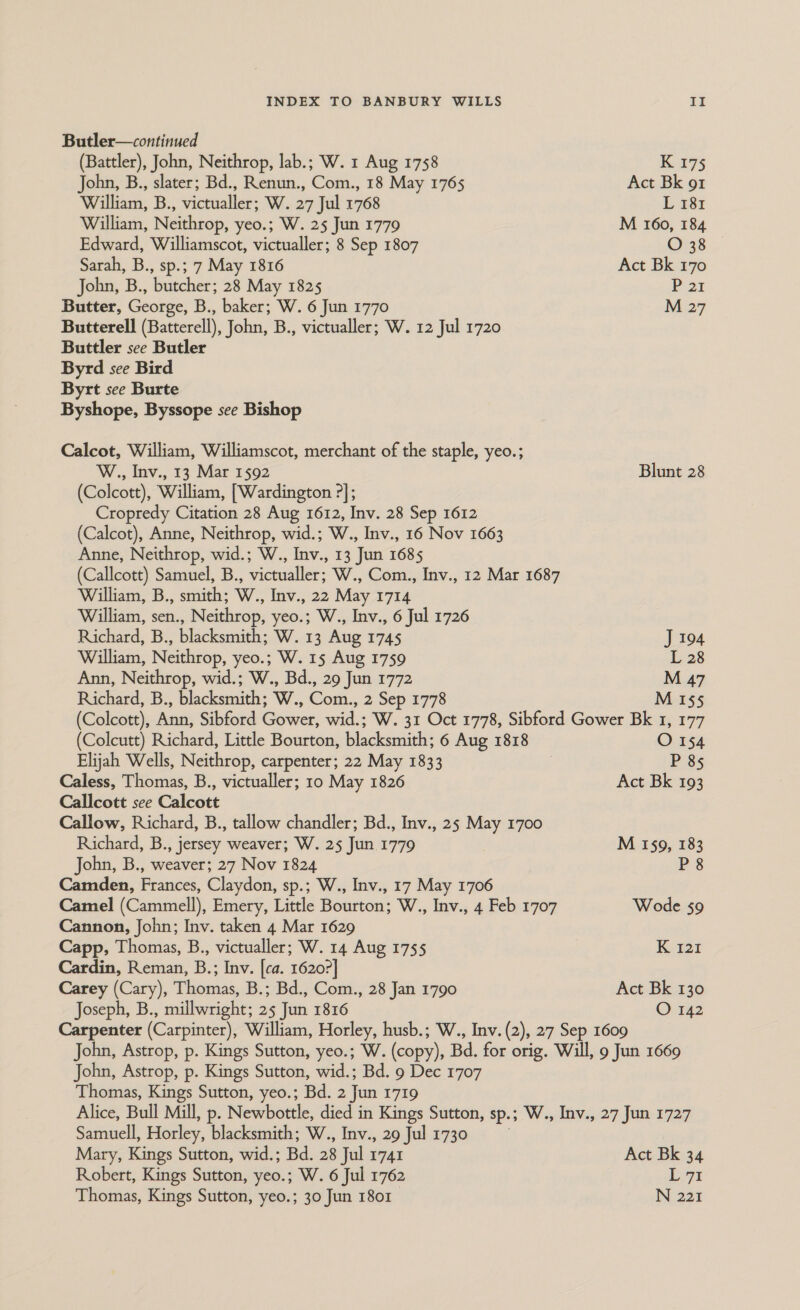 INDEX TO BANBURY WILLS 11
Butler—continued
(Battler), John, Neithrop, lab.; W. 1 Aug 1758 K 175
John, B., slater; Bd., Renun., Com., 18 May 1765 Act Bk 91
William, B., victualler; W. 27 Jul 1768 L 181
William, Neithrop, yeo.; W. 25 Jun 1779 M 160, 184
Edward, Williamscot, victualler; 8 Sep 1807 O 38
Sarah, B., sp.; 7 May 1816 Act Bk 170
John, B., butcher; 28 May 1825 P 21
Butter, George, B., baker; W. 6 Jun 1770 M 27
Butterell (Batterell), John, B., victualler; W. 12 Jul 1720
Buttler see Butler
Byrd see Bird
Byrt see Burte
Byshope, Byssope see Bishop
Calcot, William, Williamscot, merchant of the staple, yeo.;
W., Inv., 13 Mar 1592 Blunt 28
(Colcott), William, [Wardington ?];
Cropredy Citation 28 Aug 1612, Inv. 28 Sep 1612
(Calcot), Anne, Neithrop, wid.; W., Inv., 16 Nov 1663
Anne, Neithrop, wid.; W., Inv., 13 Jun 1685
(Callcott) Samuel, B., victualler; W., Com., Inv., 12 Mar 1687
William, B., smith; W., Inv., 22 May 1714
William, sen., Neithrop, yeo.; W., Inv., 6 Jul 1726
Richard, B., blacksmith; W. 13 Aug 1745 J 194
William, Neithrop, yeo.; W. 15 Aug 1759 L 28
Ann, Neithrop, wid.; W., Bd., 29 Jun 1772 M 47
Richard, B., blacksmith; W., Com., 2 Sep 1778 M 155
(Colcott), Ann, Sibford Gower, wid.; W. 31 Oct 1778, Sibford Gower Bk 1, 177
(Colcutt) Richard, Little Bourton, blacksmith; 6 Aug 1818 O 154
Elijah Wells, Neithrop, carpenter; 22 May 1833 P 85
Caless, Thomas, B., victualler; 10 May 1826 Act Bk 193
Callcott see Calcott
Callow, Richard, B., tallow chandler; Bd., Inv., 25 May 1700
Richard, B., jersey weaver; W. 25 Jun 1779 M 159, 183
John, B., weaver; 27 Nov 1824 P 8
Camden, Frances, Claydon, sp.; W., Inv., 17 May 1706
Camel (Cammell), Emery, Little Bourton; W., Inv., 4 Feb 1707 Wode 59
Cannon, John; Inv. taken 4 Mar 1629
Capp, Thomas, B., victualler; W. 14 Aug 1755 K 121
Cardin, Reman, B.; Inv. [ca. 1620?]
Carey (Cary), Thomas, B.; Bd., Com., 28 Jan 1790 Act Bk 130
Joseph, B., millwright; 25 Jun 1816 O 142
Carpenter (Carpinter), William, Horley, husb.; W., Inv. (2), 27 Sep 1609
John, Astrop, p. Kings Sutton, yeo.; W. (copy), Bd. for orig. Will, 9 Jun 1669
John, Astrop, p. Kings Sutton, wid.; Bd. 9 Dec 1707
Thomas, Kings Sutton, yeo.; Bd. 2 Jun 1719
Alice, Bull Mill, p. Newbottle, died in Kings Sutton, sp.; W., Inv., 27 Jun 1727
Samuell, Horley, blacksmith; W., Inv., 29 Jul 1730
Mary, Kings Sutton, wid.; Bd. 28 Jul 1741 Act Bk 34
Robert, Kings Sutton, yeo.; W. 6 Jul 1762 L 71
Thomas, Kings Sutton, yeo.; 30 Jun 1801 N 221